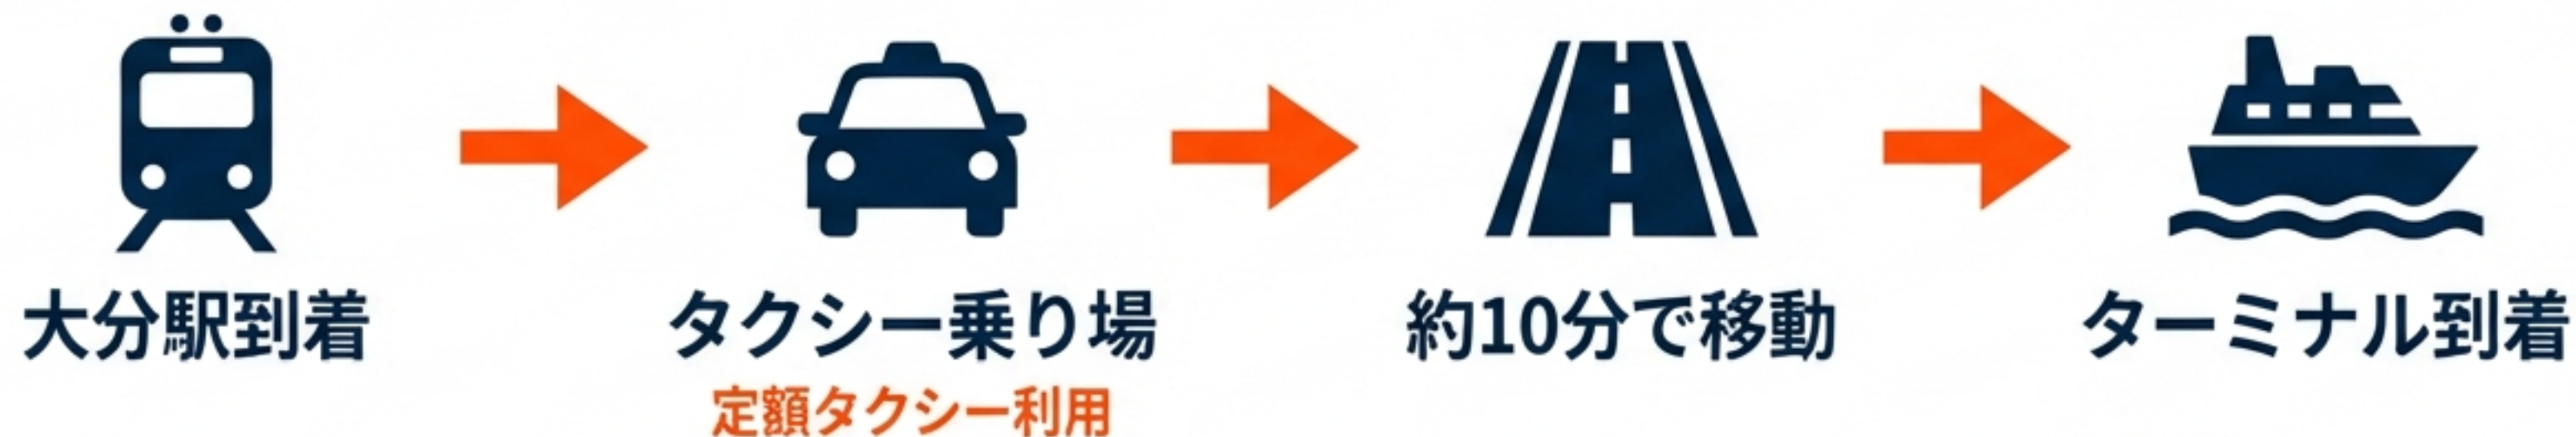 大分駅到着
タクシー乗り場
定額タクシー利用
約10分で移動
ターミナル到着